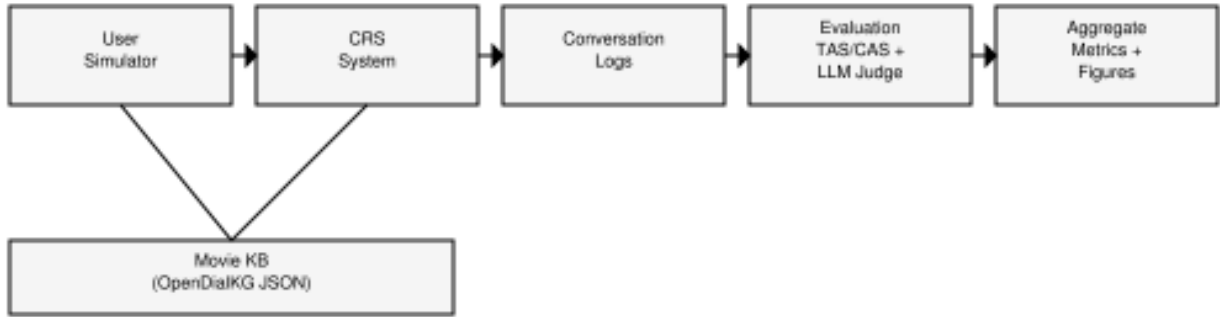 User
Simulator
CRS
System
Conversation
Logs
Evaluation
TAS/CAS +
LLM Judge
Aggregate
Metrics +
Figures
Movie KB
(OpenDialKG JSON)